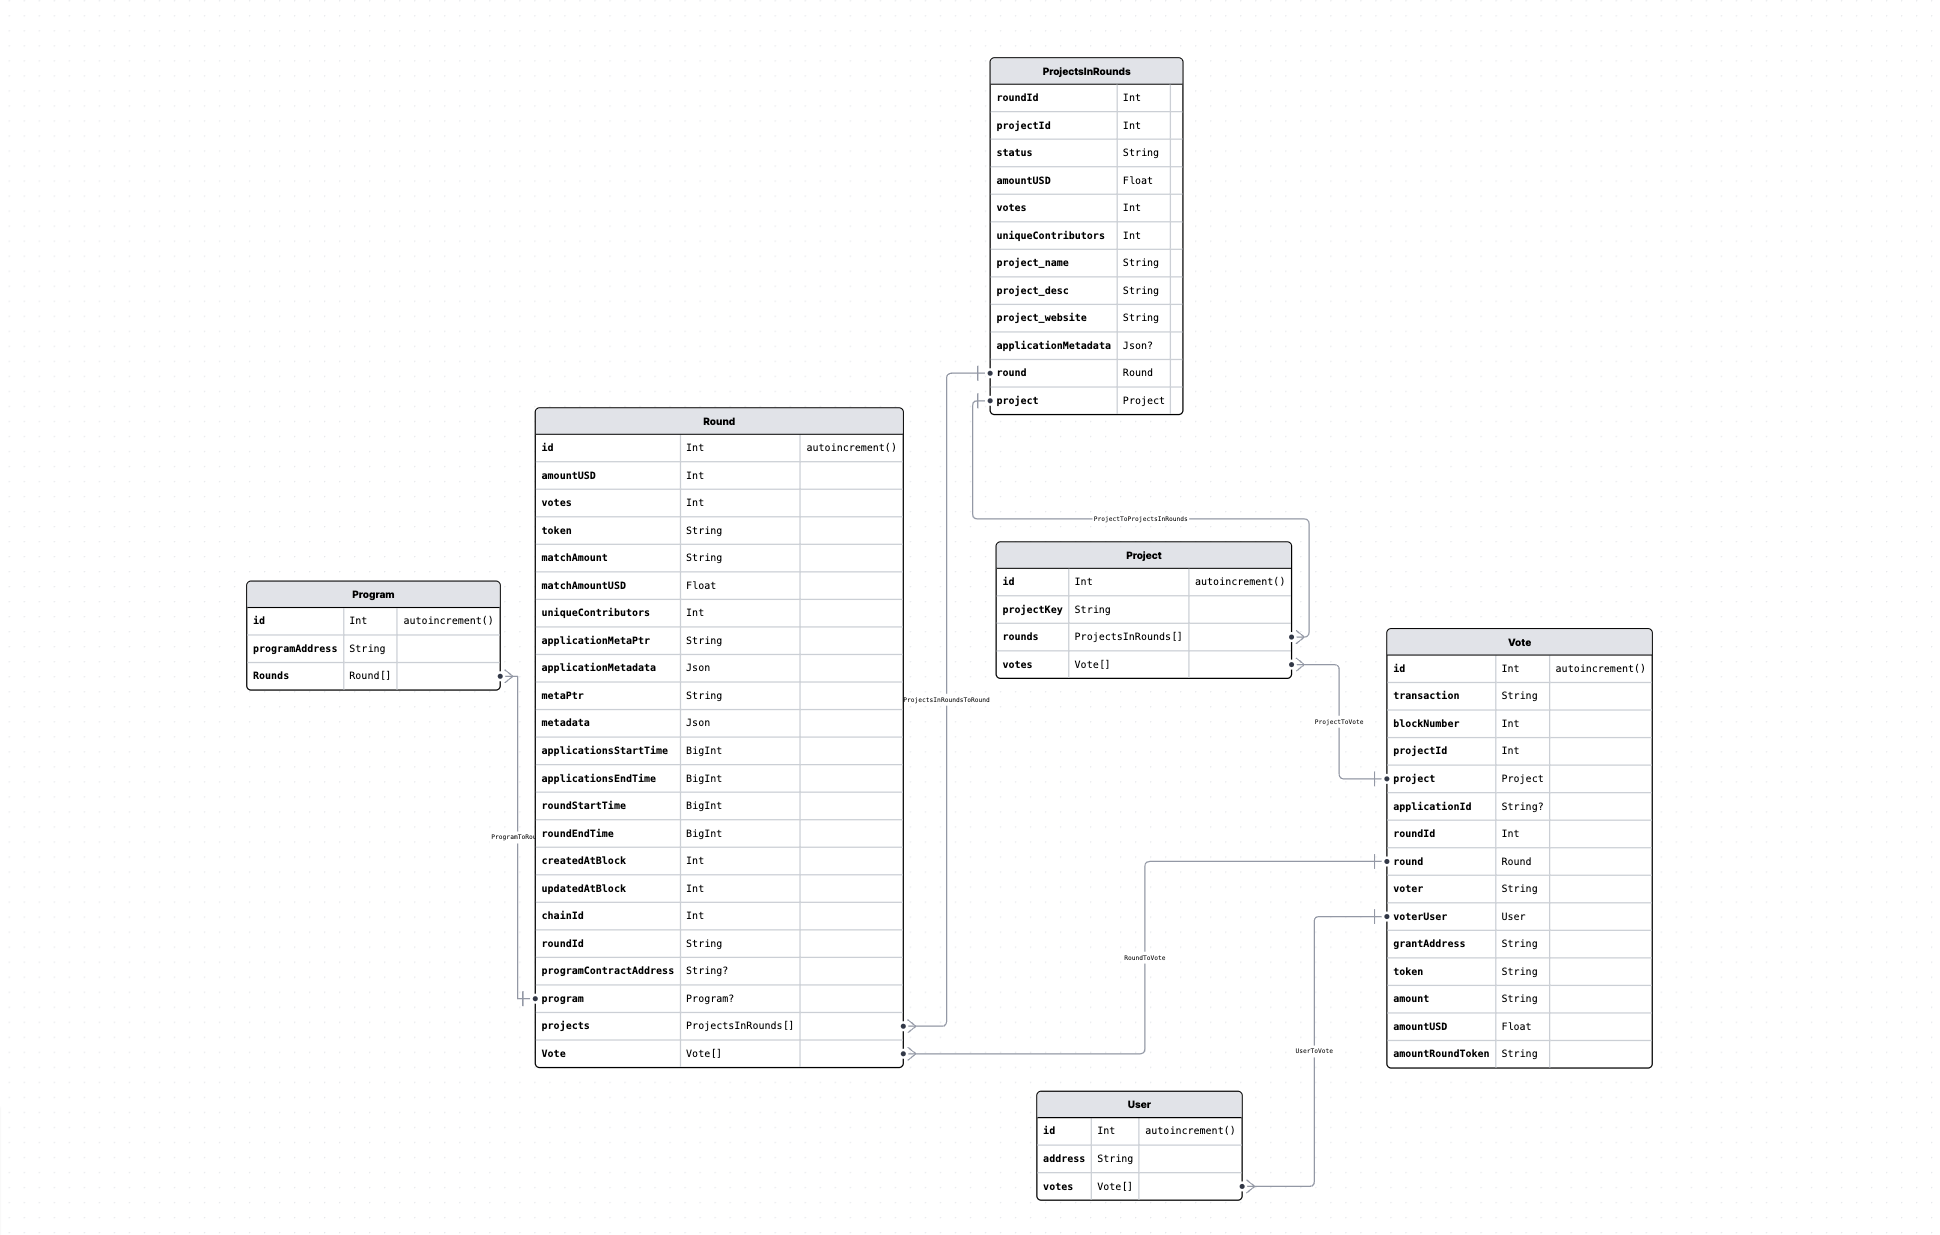 ProjectsInRounds
roundId Int
projectId Int
status String
amountUSD Float
votes Int
uniqueContributors Int
project_name String
project_desc String
project_website String
applicationMetadata Json?
round Round
project Project
Round
id Int autoincrement()
amountUSD Int
votes Int
token String
matchAmount String
matchAmountUSD Float
uniqueContributors Int
applicationMetaPtr String
applicationMetadata Json
metaPtr String
metadata Json
applicationsStartTime BigInt
applicationsEndTime BigInt
roundStartTime BigInt
roundEndTime BigInt
createdAtBlock Int
updatedAtBlock Int
chainId Int
roundId String
programContractAddress String?
program Program?
projects ProjectsInRounds[]
Vote Vote[]
ProjectToProjectsInRounds
Project
id Int autoincrement()
projectKey String
rounds ProjectsInRounds[]
votes Vote[]
Program
id Int autoincrement()
programAddress String
Rounds Round[]
ProjectsInRoundsToRound
ProjectToVote
Vote
id Int autoincrement()
transaction String
blockNumber Int
projectId Int
project Project
applicationId String?
roundId Int
round Round
voter String
voterUser User
grantAddress String
token String
amount String
amountUSD Float
amountRoundToken String
RoundToVote
UserToVote
User
id Int autoincrement()
address String
votes Vote[]